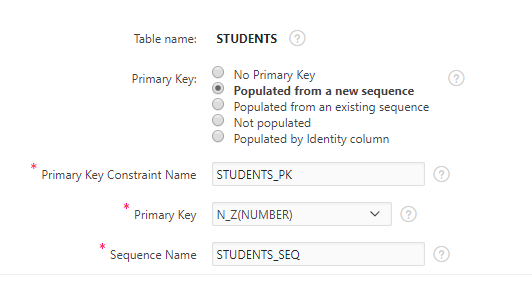 Table name: STUDENTS ?
Primary Key: No Primary Key ?
Populated from a new sequence
Populated from an existing sequence
Not populated
Populated by Identity column
* Primary Key Constraint Name STUDENTS_PK ?
* Primary Key N_Z(NUMBER) ?
* Sequence Name STUDENTS_SEQ ?